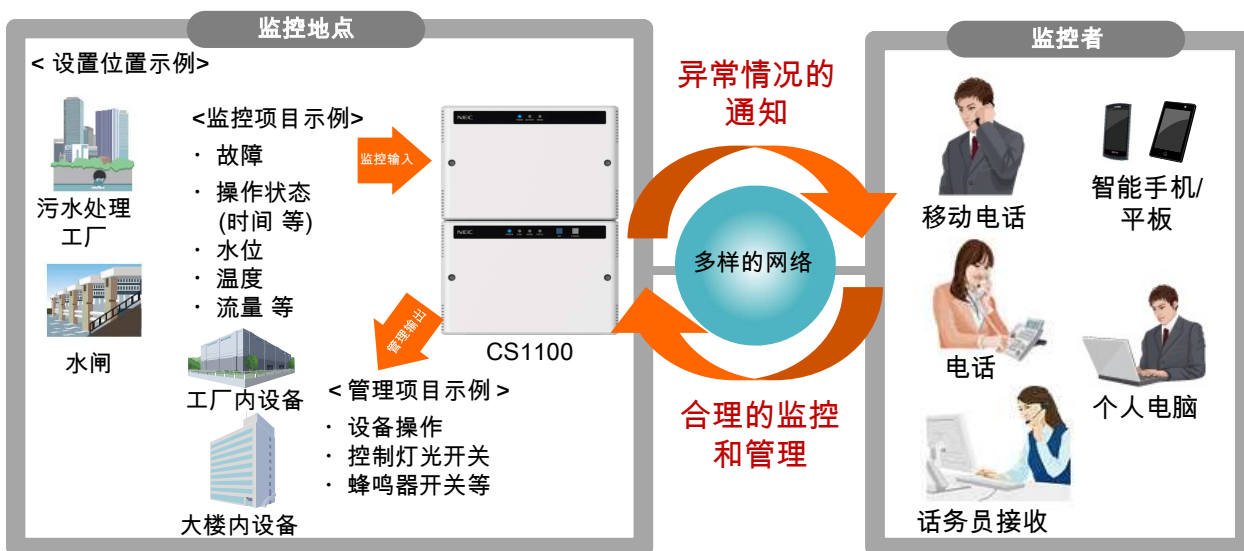 监控地点
< 设置位置示例>
污水处理
工厂
水闸
<监控项目示例>
· 故障
· 操作状态
(时间 等)
· 水位
· 温度
· 流量 等
工厂内设备
大楼内设备
监控输入
NEC
NEC
CS1100
管理输出
< 管理项目示例 >
· 设备操作
· 控制灯光开关
· 蜂鸣器开关等
异常情况的
通知
多样的网络
合理的监控
和管理
监控者
移动电话
智能手机/
平板
电话
个人电脑
话务员接收